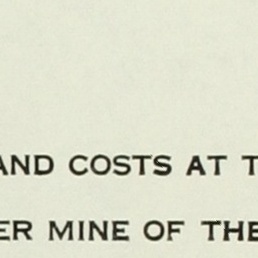 AND COSTS AT T
ER MINE OF THE